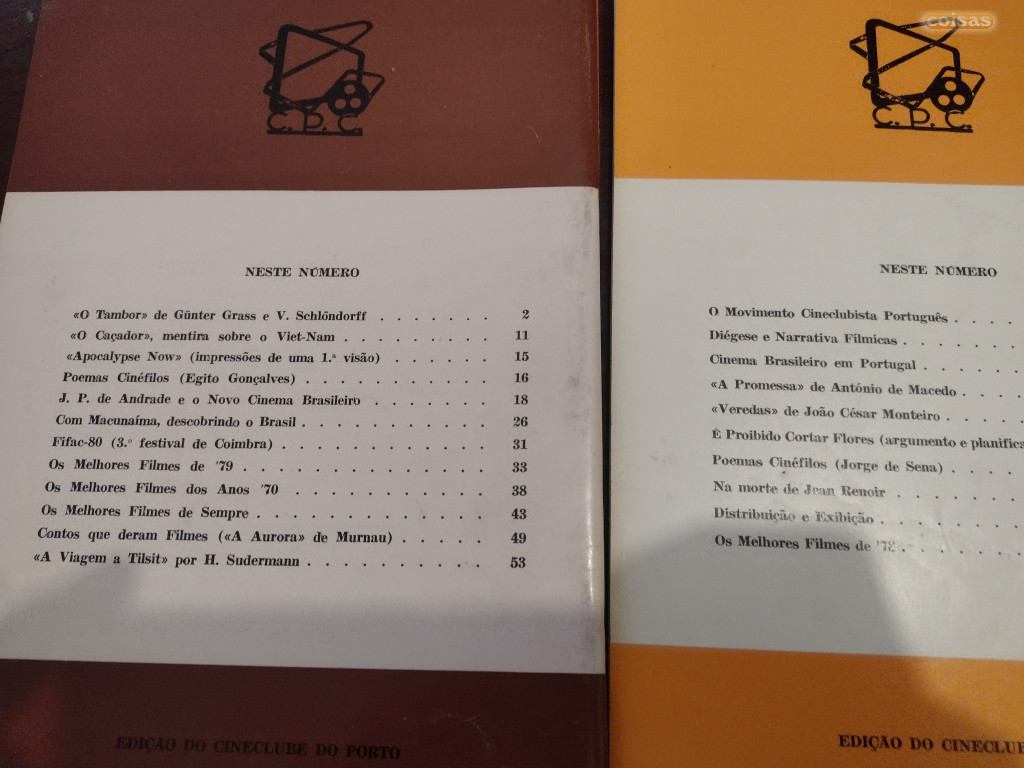 C. P. C.
NESTE NÚMERO
«O Tambor» de Günter Grass e V. Schlöndorff . . . . . . . 2
«O Caçador», mentira sobre o Viet-Nam . . . . . . . . . 11
«Apocalypse Now» (impressões de uma 1.ª visão) . . . . . . 15
Poemas Cinéfilos (Egito Gonçalves) . . . . . . . . . . . 16
J. P. de Andrade e o Novo Cinema Brasileiro . . . . . . . 18
Com Macunaíma, descobrindo o Brasil . . . . . . . . . . . 26
Fifac-80 (3.º festival de Coimbra) . . . . . . . . . . . 31
Os Melhores Filmes de '79 . . . . . . . . . . . . . 33
Os Melhores Filmes dos Anos '70 . . . . . . . . . . 38
Os Melhores Filmes de Sempre . . . . . . . . . . . . 43
Contos que deram Filmes («A Aurora» de Murnau) . . . . . 49
«A Viagem a Tilsit» por H. Sudermann . . . . . . . . . . 53
EDIÇÃO DO CINECLUBE DO PORTO
coisas
C. P. C.
NESTE NÚMERO
O Movimento Cineclubista Português . . . .
Diégese e Narrativa Fílmicas . . . . . .
Cinema Brasileiro em Portugal . . . . .
«A Promessa» de António de Macedo . . . .
«Veredas» de João César Monteiro . . . .
É Proibido Cortar Flores (argumento e planifica
Poemas Cinéfilos (Jorge de Sena) . . . .
Na morte de Jean Renoir . . . . . .
Distribuição e Exibição . . . . . . .
Os Melhores Filmes de '78 . . . . . .
EDIÇÃO DO CINECLUB